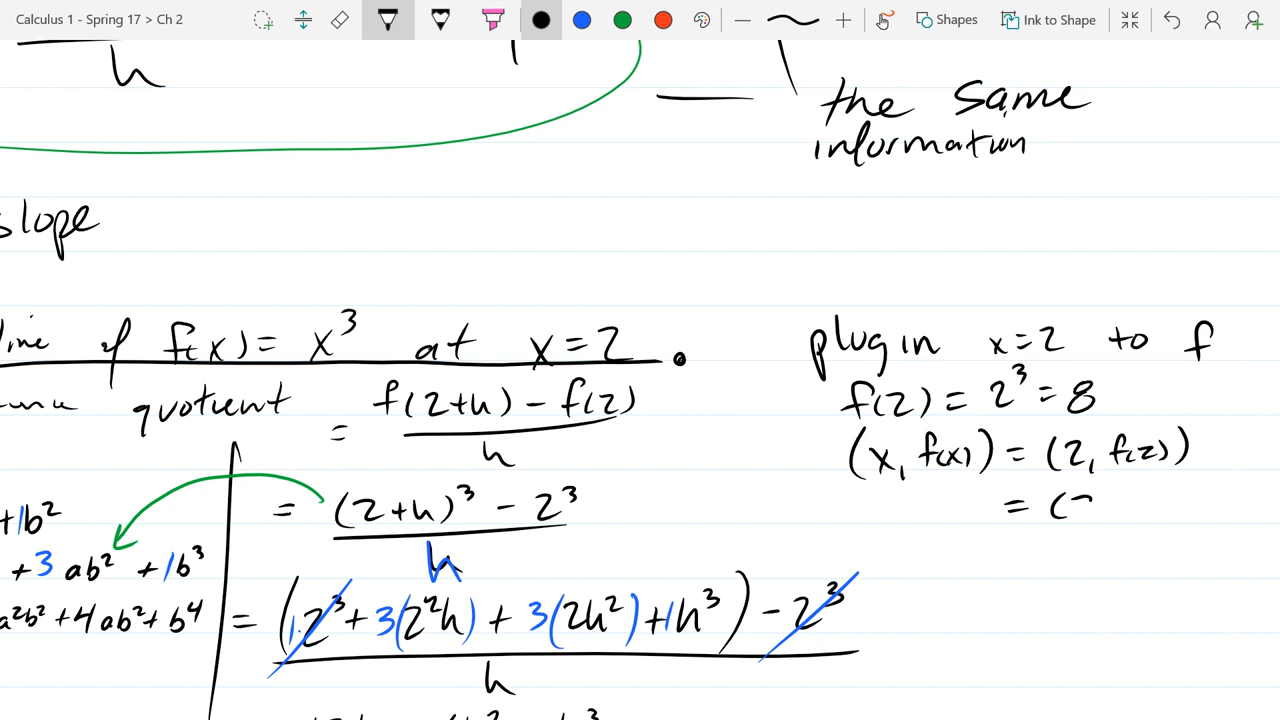 Calculus 1 - Spring 17 > Ch 2
Shapes
Ink to Shape
h
the same
information
slope
line of f(x) = x³ at x = 2 .
quotient = f(2+h) - f(2)
h
= (2+h)³ - 2³
h
= (1·2³ + 3(2²h) + 3(2h²) + 1h³) - 2³
h
+1b²
+3 ab² + 1b³
a²b² + 4ab² + b⁴
plug in x = 2 to f
f(2) = 2³ = 8
(x, f(x)) = (2, f(2))
= (